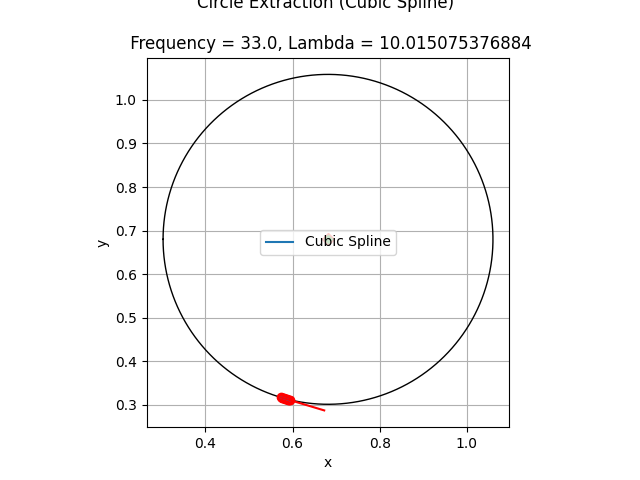 Circle Extraction (Cubic Spline)
Frequency = 33.0, Lambda = 10.015075376884
1.0
0.9
0.8
0.7
0.6
0.5
0.4
0.3
y
Cubic Spline
0.4 0.6 0.8 1.0
x